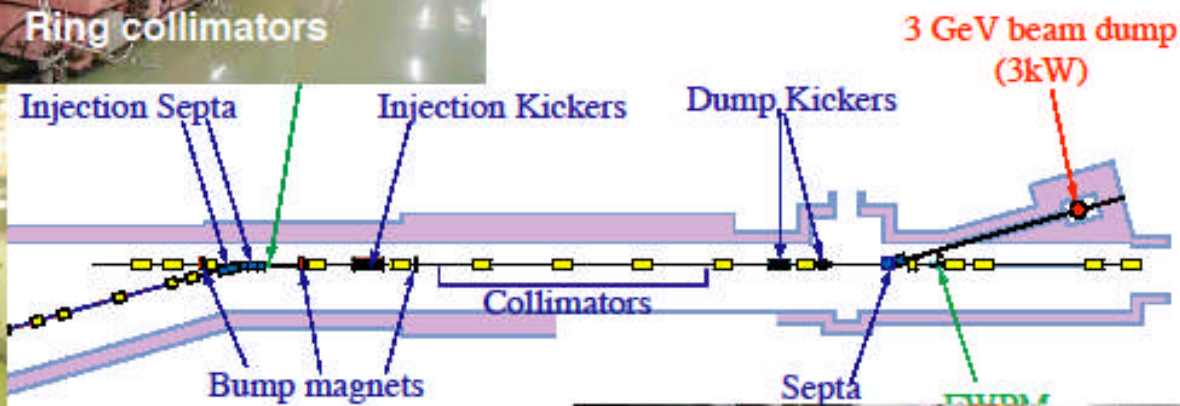 Ring collimators
3 GeV beam dump
(3kW)
Injection Septa
Injection Kickers
Dump Kickers
Collimators
Bump magnets
Septa